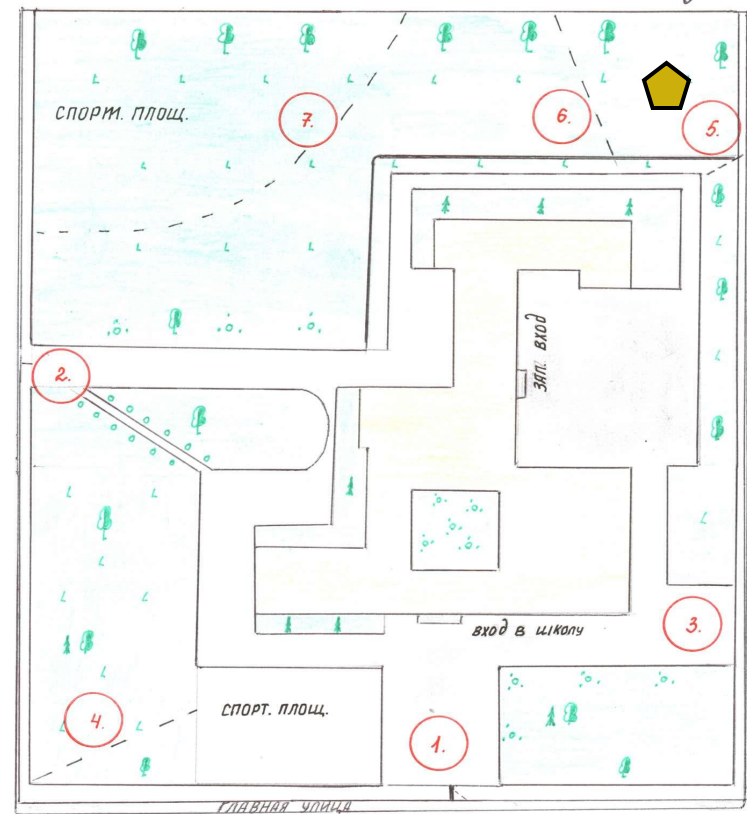 СПОРТ. ПЛОЩ.
7.
6.
5.
ЗАП. ВХОД
2.
ВХОД В ШКОЛУ
3.
СПОРТ. ПЛОЩ.
4.
1.
ГЛАВНАЯ УЛИЦА